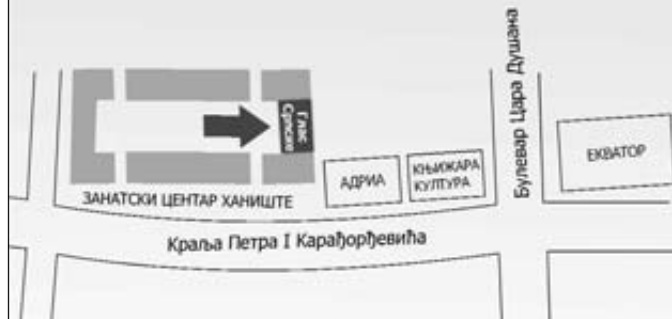 Глас
Српске
ЗАНАТСКИ ЦЕНТАР ХАНИШТЕ
АДРИА
КЊИЖАРА
КУЛТУРА
Булевар Цара Душана
ЕКВАТОР
Краља Петра I Карађорђевића